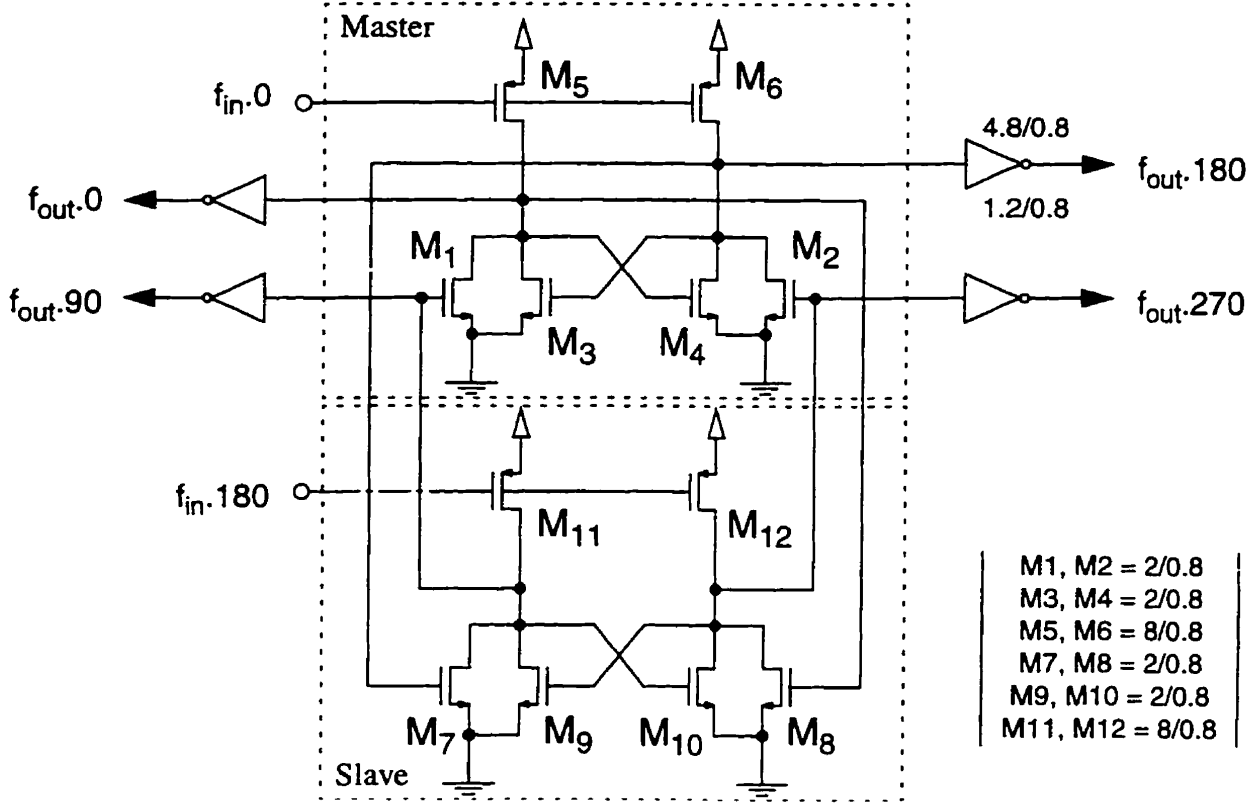 Master
M5
M6
fin.0
4.8/0.8
fout.180
1.2/0.8
fout.0
M1
M2
fout.90
fout.270
M3
M4
fin.180
M11
M12
M1, M2 = 2/0.8
M3, M4 = 2/0.8
M5, M6 = 8/0.8
M7, M8 = 2/0.8
M9, M10 = 2/0.8
M11, M12 = 8/0.8
M7
M9
M10
M8
Slave